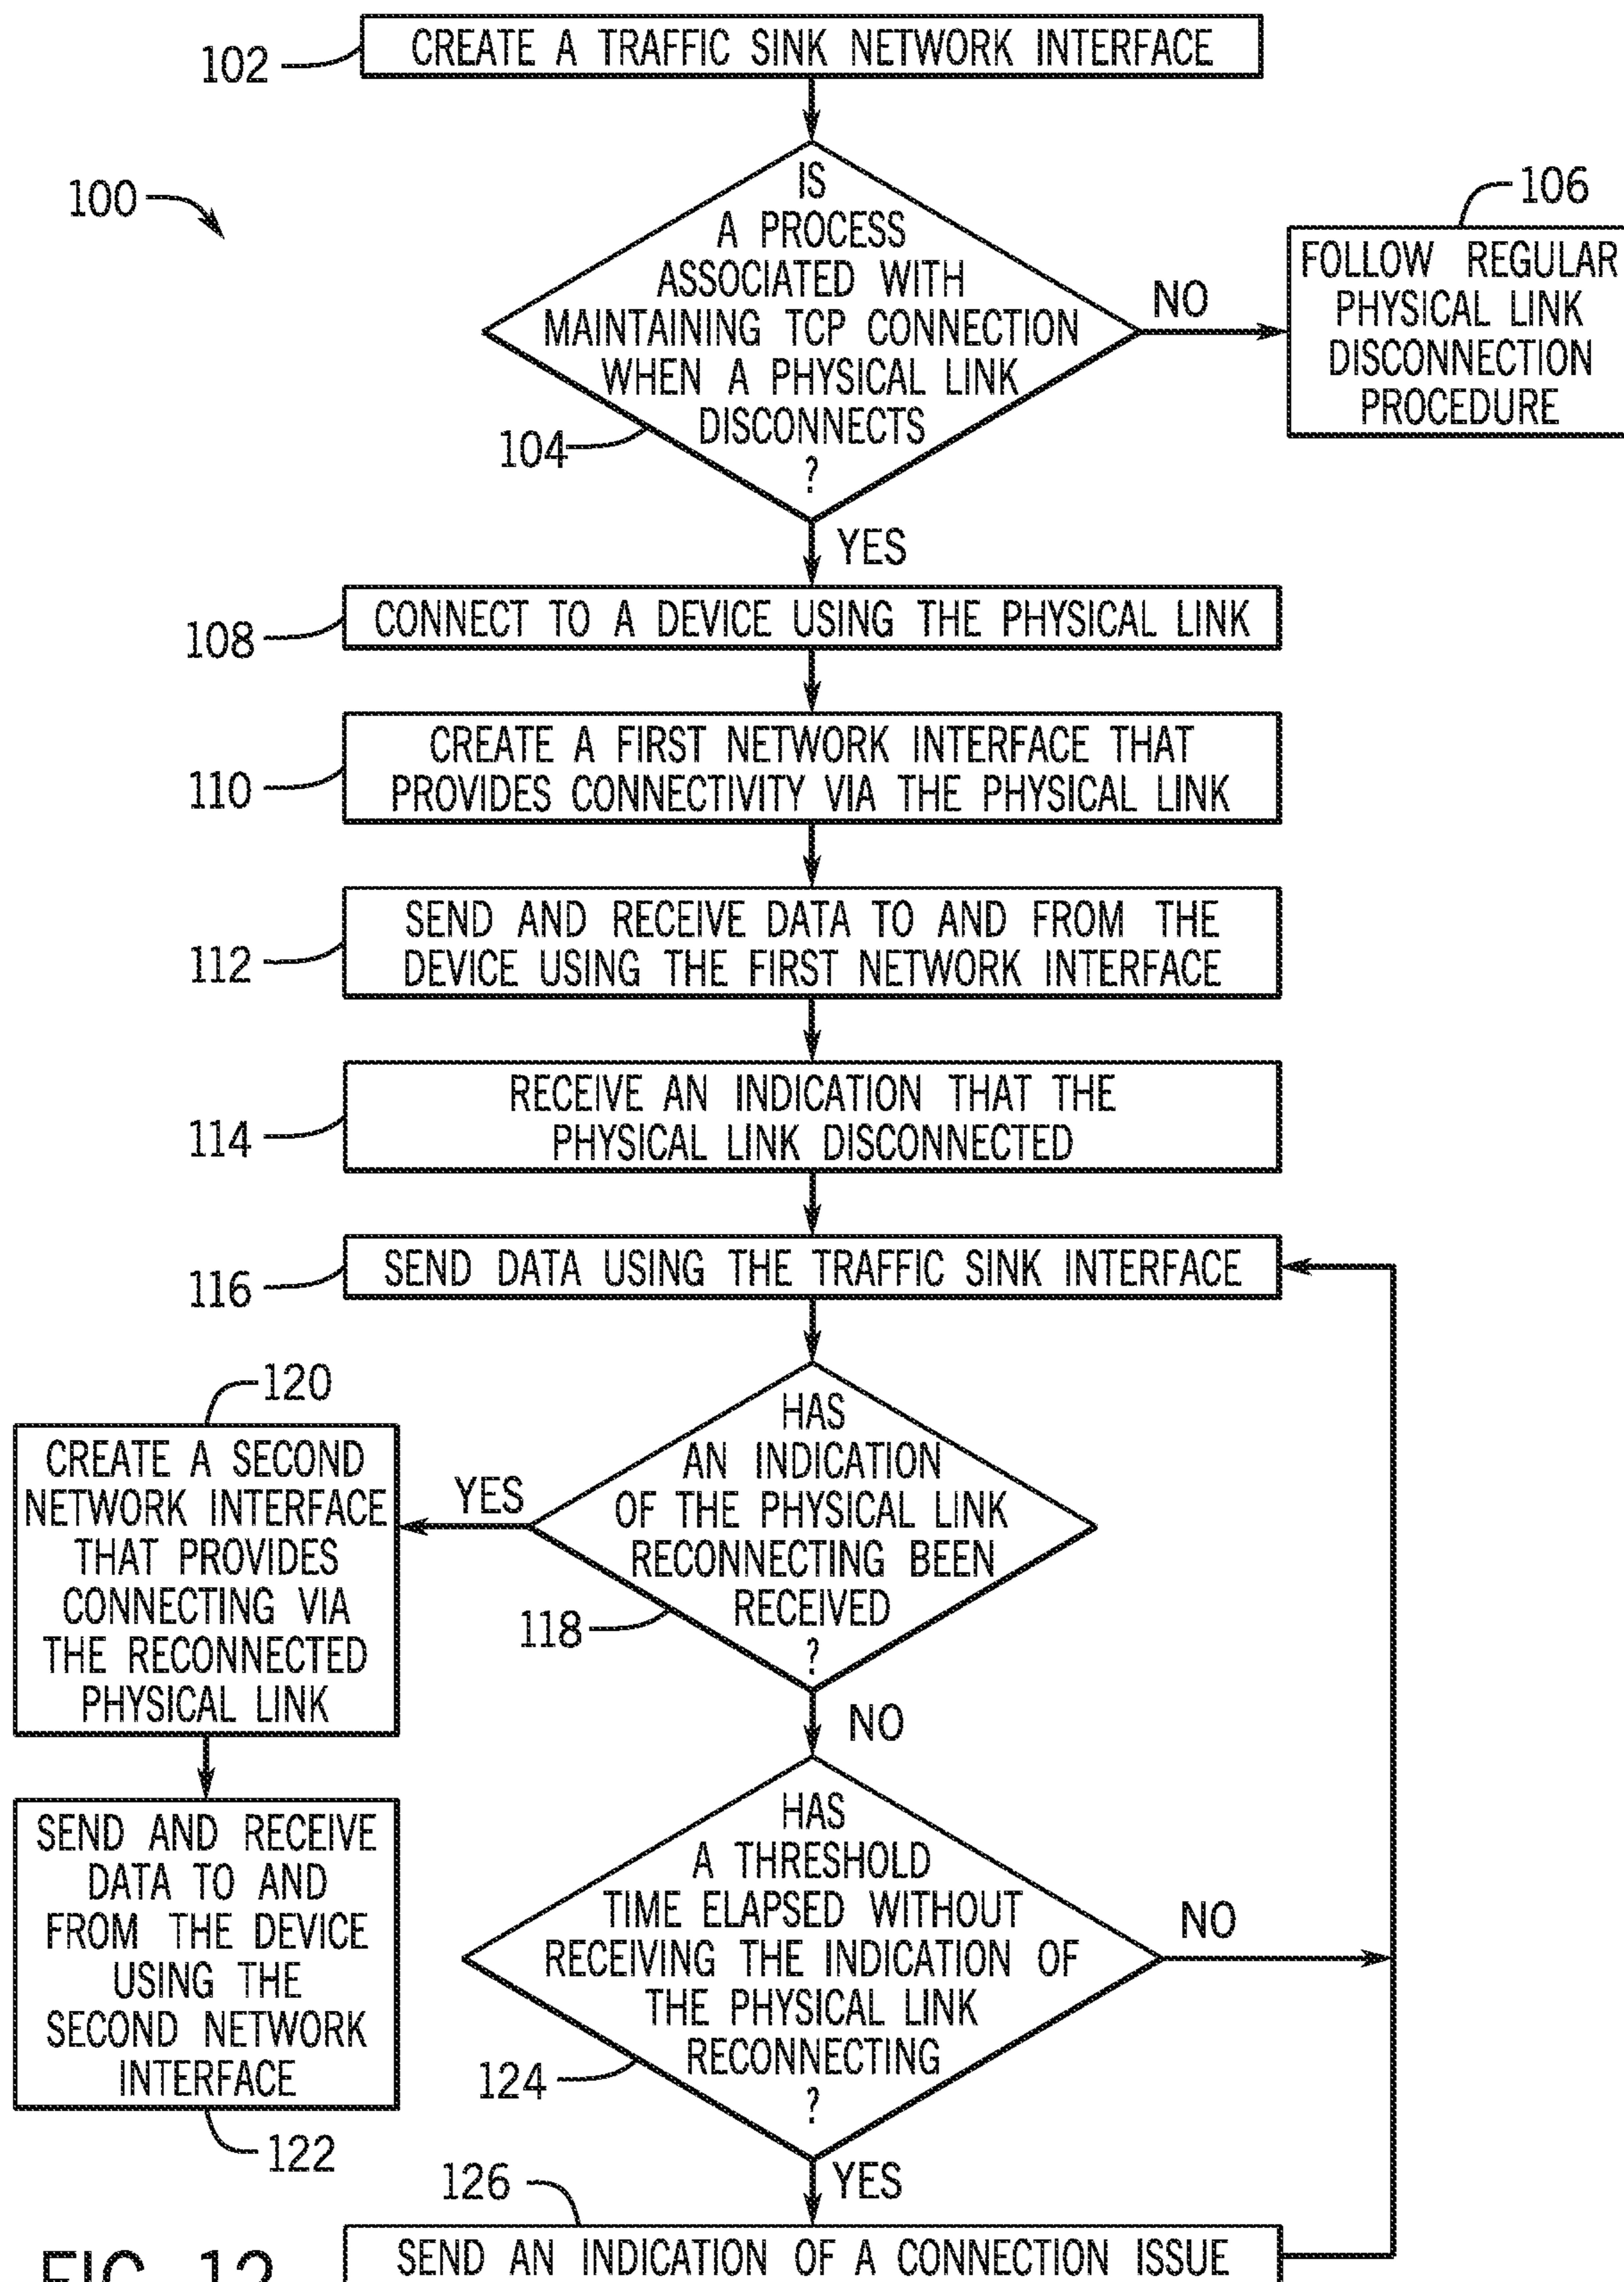 102
CREATE A TRAFFIC SINK NETWORK INTERFACE
100
IS
A PROCESS
ASSOCIATED WITH
MAINTAINING TCP CONNECTION
WHEN A PHYSICAL LINK
DISCONNECTS
?
104
NO
106
FOLLOW REGULAR
PHYSICAL LINK
DISCONNECTION
PROCEDURE
YES
108
CONNECT TO A DEVICE USING THE PHYSICAL LINK
110
CREATE A FIRST NETWORK INTERFACE THAT
PROVIDES CONNECTIVITY VIA THE PHYSICAL LINK
112
SEND AND RECEIVE DATA TO AND FROM THE
DEVICE USING THE FIRST NETWORK INTERFACE
114
RECEIVE AN INDICATION THAT THE
PHYSICAL LINK DISCONNECTED
116
SEND DATA USING THE TRAFFIC SINK INTERFACE
HAS
AN INDICATION
OF THE PHYSICAL LINK
RECONNECTING BEEN
RECEIVED
?
118
YES
120
CREATE A SECOND
NETWORK INTERFACE
THAT PROVIDES
CONNECTING VIA
THE RECONNECTED
PHYSICAL LINK
SEND AND RECEIVE
DATA TO AND
FROM THE DEVICE
USING THE
SECOND NETWORK
INTERFACE
122
NO
HAS
A THRESHOLD
TIME ELAPSED WITHOUT
RECEIVING THE INDICATION OF
THE PHYSICAL LINK
RECONNECTING
?
124
NO
YES
126
SEND AN INDICATION OF A CONNECTION ISSUE
FIG. 12